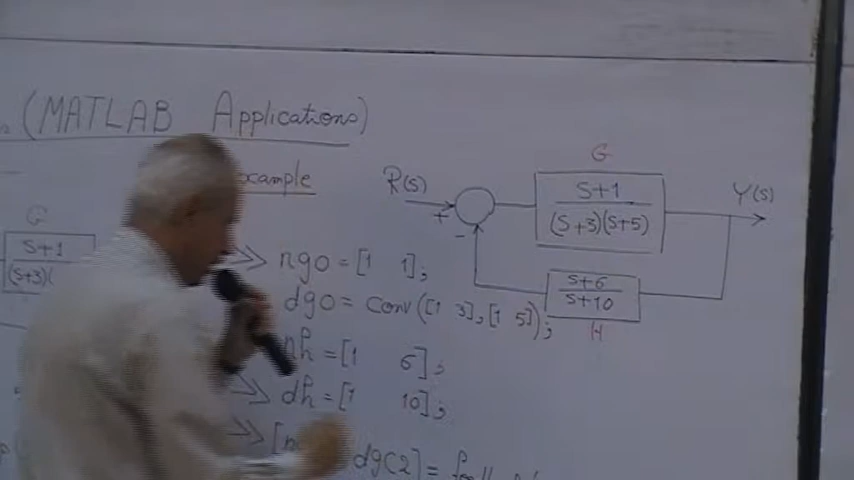 (MATLAB Applications)
example
G
R(s)
+
-
s+1
(s+3)(s+5)
Y(s)
s+6
s+10
H
G
s+1
(s+3)(
>> ngo = [1 1];
dgo = conv([1 3],[1 5]);
nh = [1 6];
>> dh = [1 10];
>> [n
dgc2] =